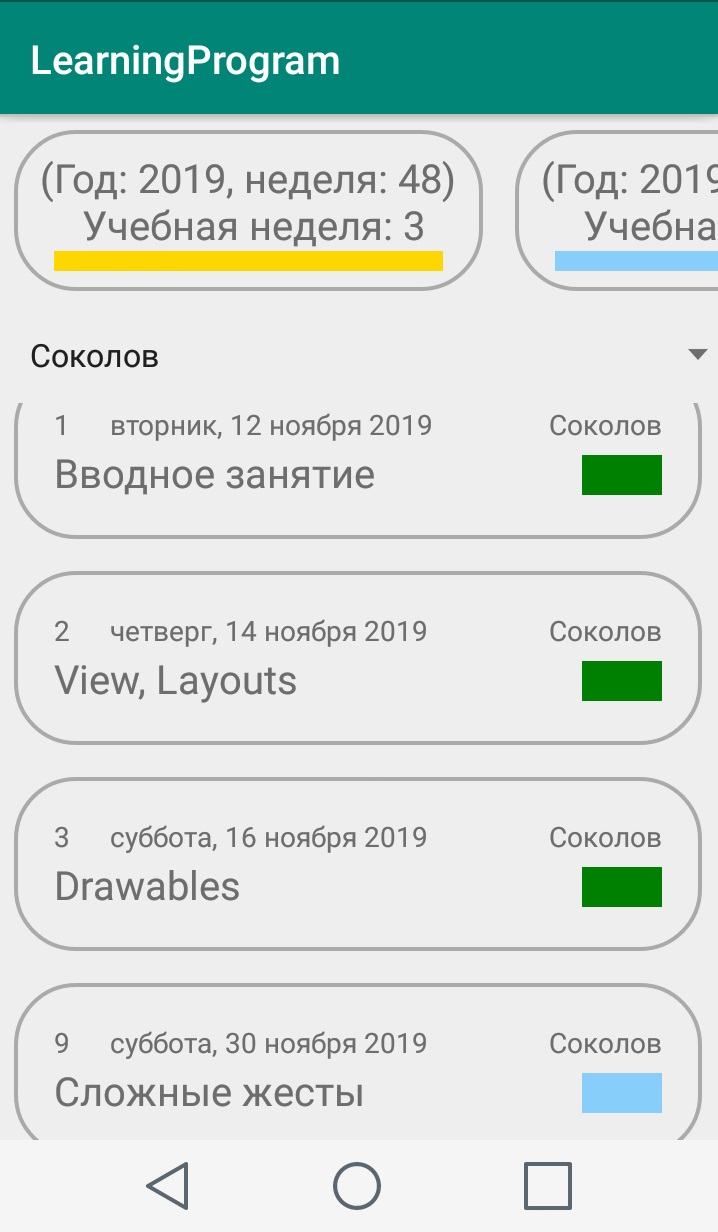 LearningProgram
(Год: 2019, неделя: 48)
Учебная неделя: 3
(Год: 2019
Учебна
Соколов
1 вторник, 12 ноября 2019 Соколов
Вводное занятие
2 четверг, 14 ноября 2019 Соколов
View, Layouts
3 суббота, 16 ноября 2019 Соколов
Drawables
9 суббота, 30 ноября 2019 Соколов
Сложные жесты